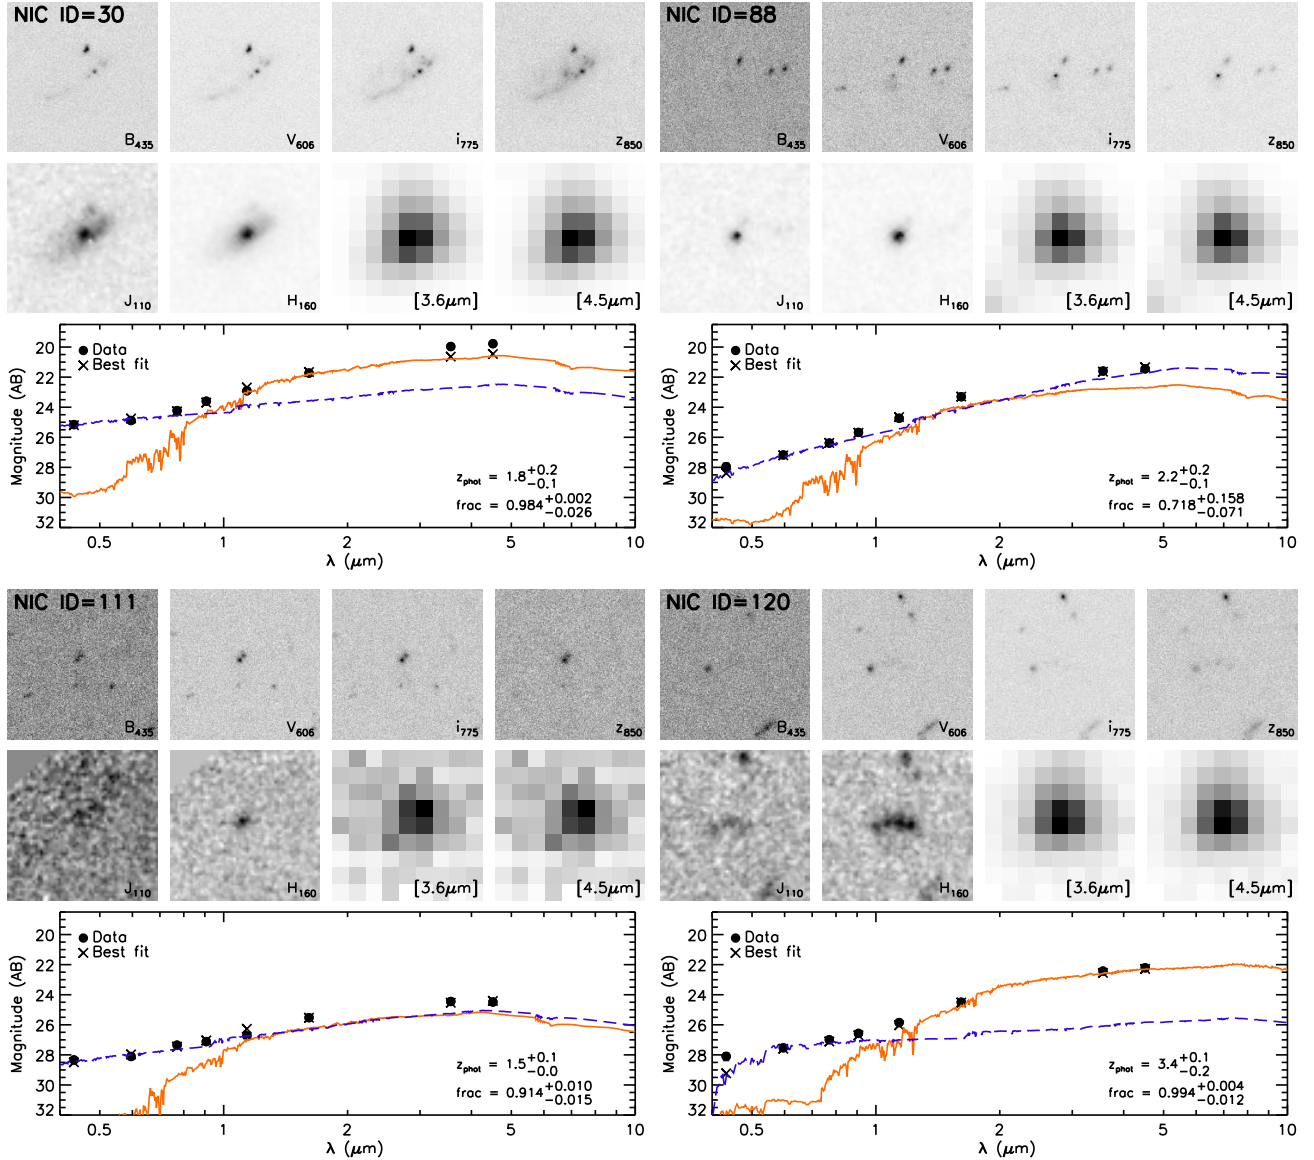 NIC ID=30
B435 V606 i775 z850
J110 H160 [3.6μm] [4.5μm]
20
22
24
26
28
30
32
Magnitude (AB)
● Data
× Best fit
zphot = 1.8+0.2−0.1
frac = 0.984+0.002−0.026
0.5 1 2 5 10
λ (μm)
NIC ID=88
B435 V606 i775 z850
J110 H160 [3.6μm] [4.5μm]
20
22
24
26
28
30
32
Magnitude (AB)
● Data
× Best fit
zphot = 2.2+0.2−0.1
frac = 0.718+0.158−0.071
0.5 1 2 5 10
λ (μm)
NIC ID=111
B435 V606 i775 z850
J110 H160 [3.6μm] [4.5μm]
20
22
24
26
28
30
32
Magnitude (AB)
● Data
× Best fit
zphot = 1.5+0.1−0.0
frac = 0.914+0.010−0.015
0.5 1 2 5 10
λ (μm)
NIC ID=120
B435 V606 i775 z850
J110 H160 [3.6μm] [4.5μm]
20
22
24
26
28
30
32
Magnitude (AB)
● Data
× Best fit
zphot = 3.4+0.1−0.2
frac = 0.994+0.004−0.012
0.5 1 2 5 10
λ (μm)